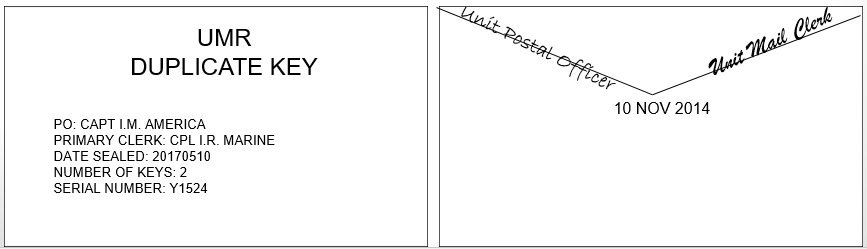 UMR
DUPLICATE KEY
PO: CAPT I.M. AMERICA
PRIMARY CLERK: CPL I.R. MARINE
DATE SEALED: 20170510
NUMBER OF KEYS: 2
SERIAL NUMBER: Y1524
Unit Postal Officer
Unit Mail Clerk
10 NOV 2014